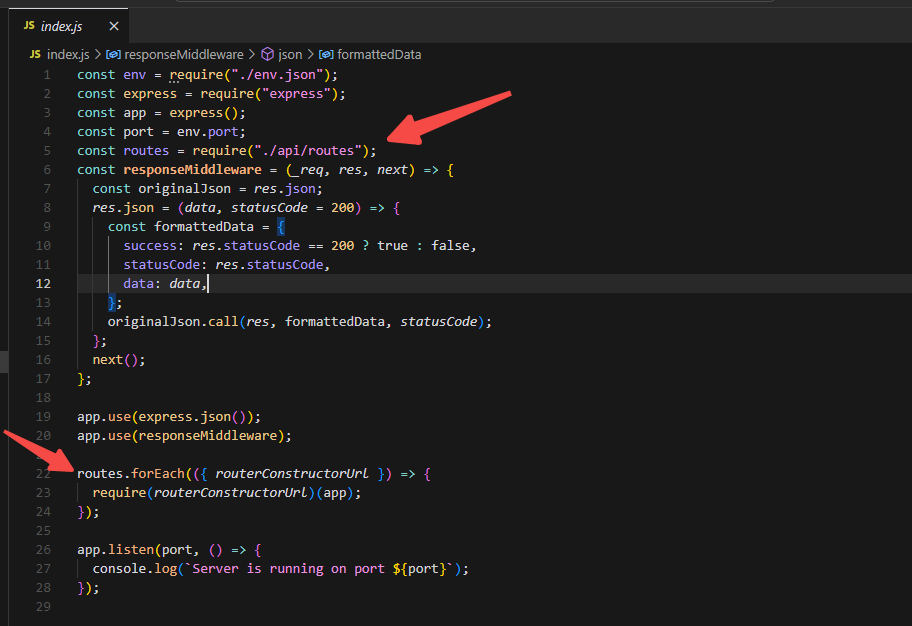 JS index.js ×
JS index.js > responseMiddleware > json > formattedData
1 const env = require("./env.json");
2 const express = require("express");
3 const app = express();
4 const port = env.port;
5 const routes = require("./api/routes");
6 const responseMiddleware = (_req, res, next) => {
7 const originalJson = res.json;
8 res.json = (data, statusCode = 200) => {
9 const formattedData = {
10 success: res.statusCode == 200 ? true : false,
11 statusCode: res.statusCode,
12 data: data,
13 };
14 originalJson.call(res, formattedData, statusCode);
15 };
16 next();
17 };
18
19 app.use(express.json());
20 app.use(responseMiddleware);
22 routes.forEach(({ routerConstructorUrl }) => {
23 require(routerConstructorUrl)(app);
24 });
25
26 app.listen(port, () => {
27 console.log(`Server is running on port ${port}`);
28 });
29